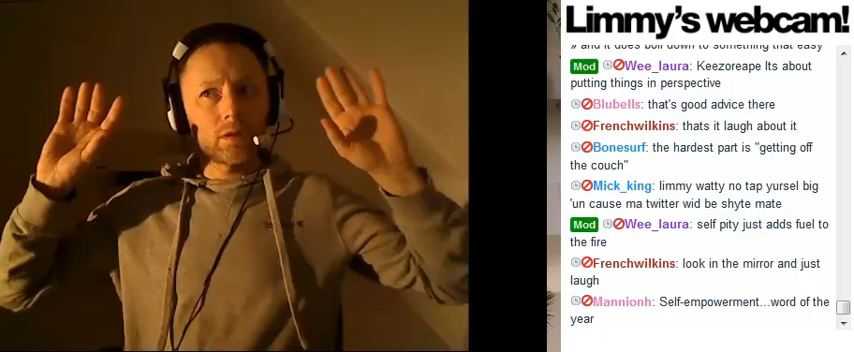 Limmy's webcam!
» and it does boil down to something that easy
Mod Wee_laura: Keezoreape Its about
putting things in perspective
Blubells: that's good advice there
Frenchwilkins: thats it laugh about it
Bonesurf: the hardest part is "getting off
the couch"
Mick_king: limmy watty no tap yursel big
'un cause ma twitter wid be shyte mate
Mod Wee_laura: self pity just adds fuel to
the fire
Frenchwilkins: look in the mirror and just
laugh
Mannionh: Self-empowerment...word of the
year